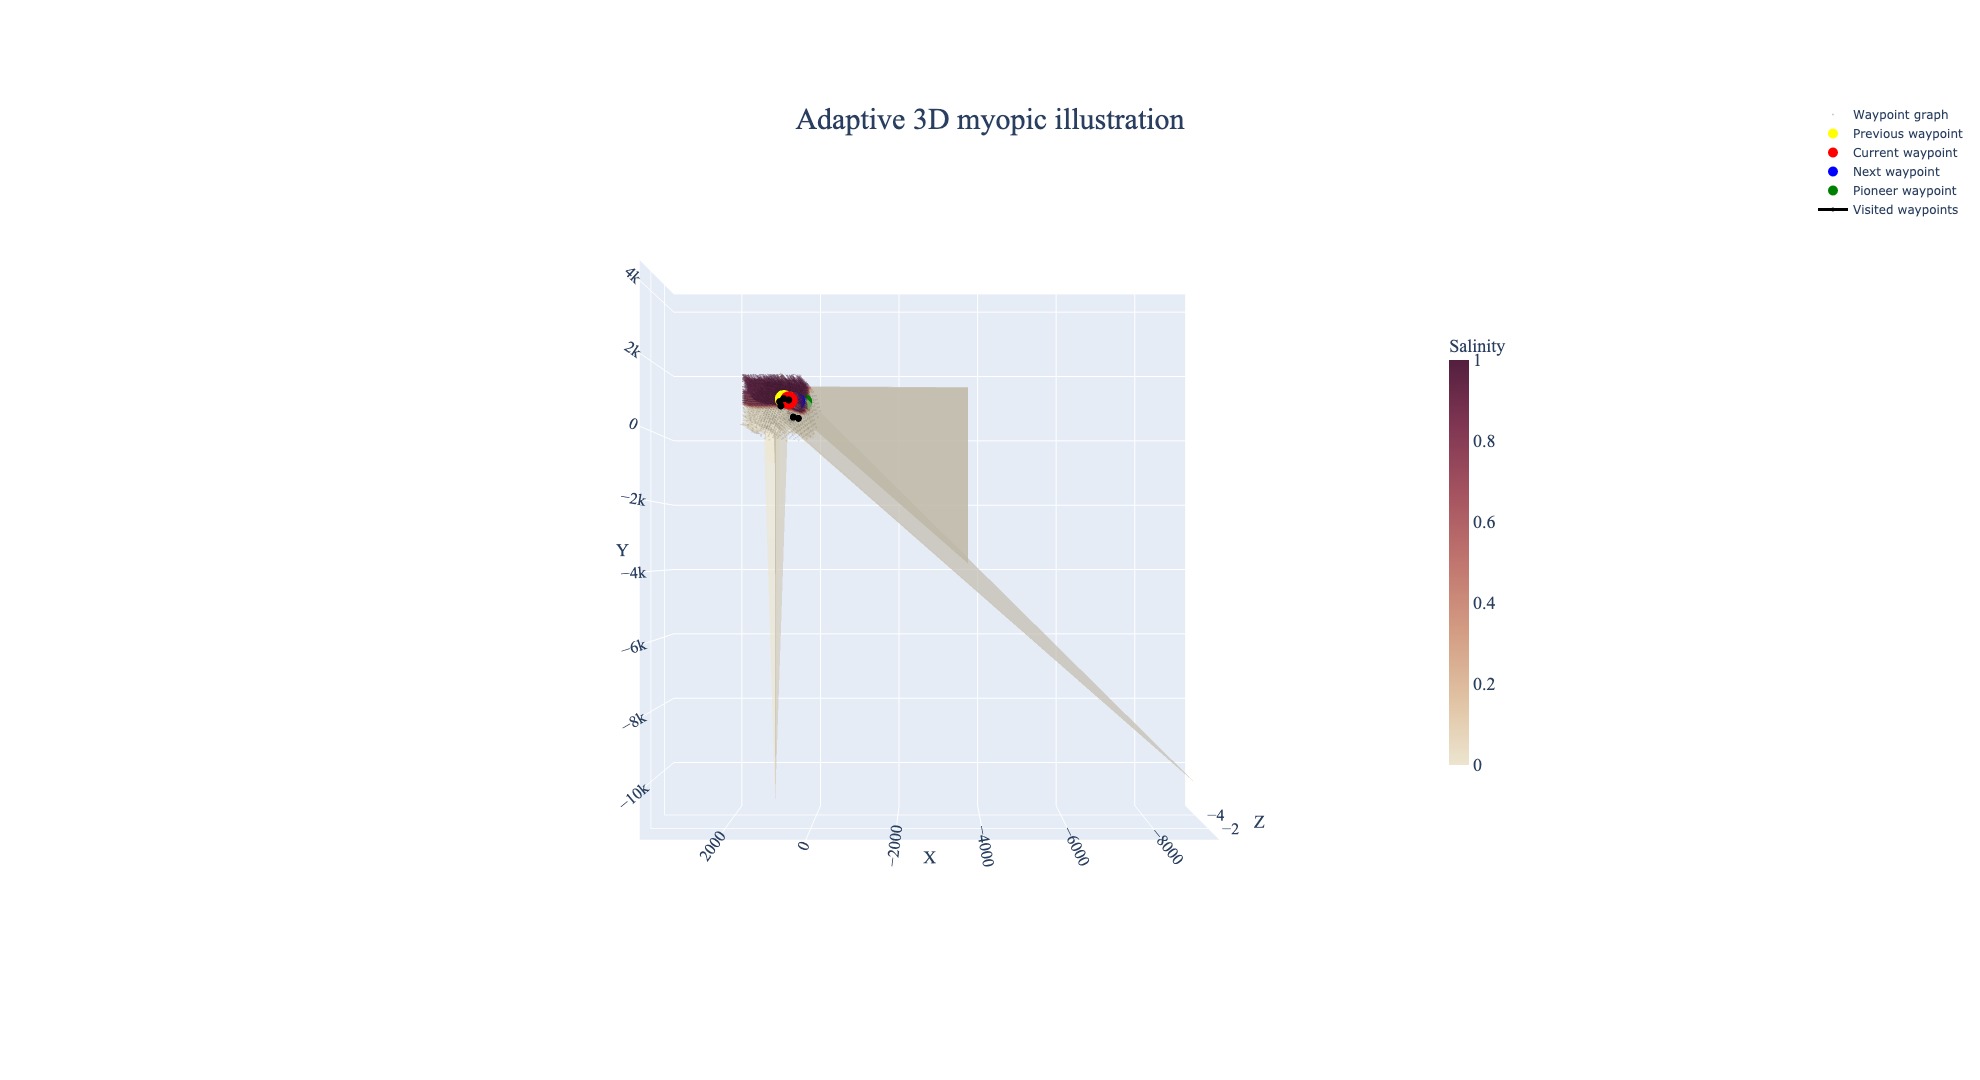 Adaptive 3D myopic illustration
Waypoint graph
Previous waypoint
Current waypoint
Next waypoint
Pioneer waypoint
Visited waypoints
Salinity
1
0.8
0.6
0.4
0.2
0
4k
2k
0
−2k
−4k
−6k
−8k
−10k
Y
2000
0
−2000
−4000
−6000
−8000
X
−4
−2
Z